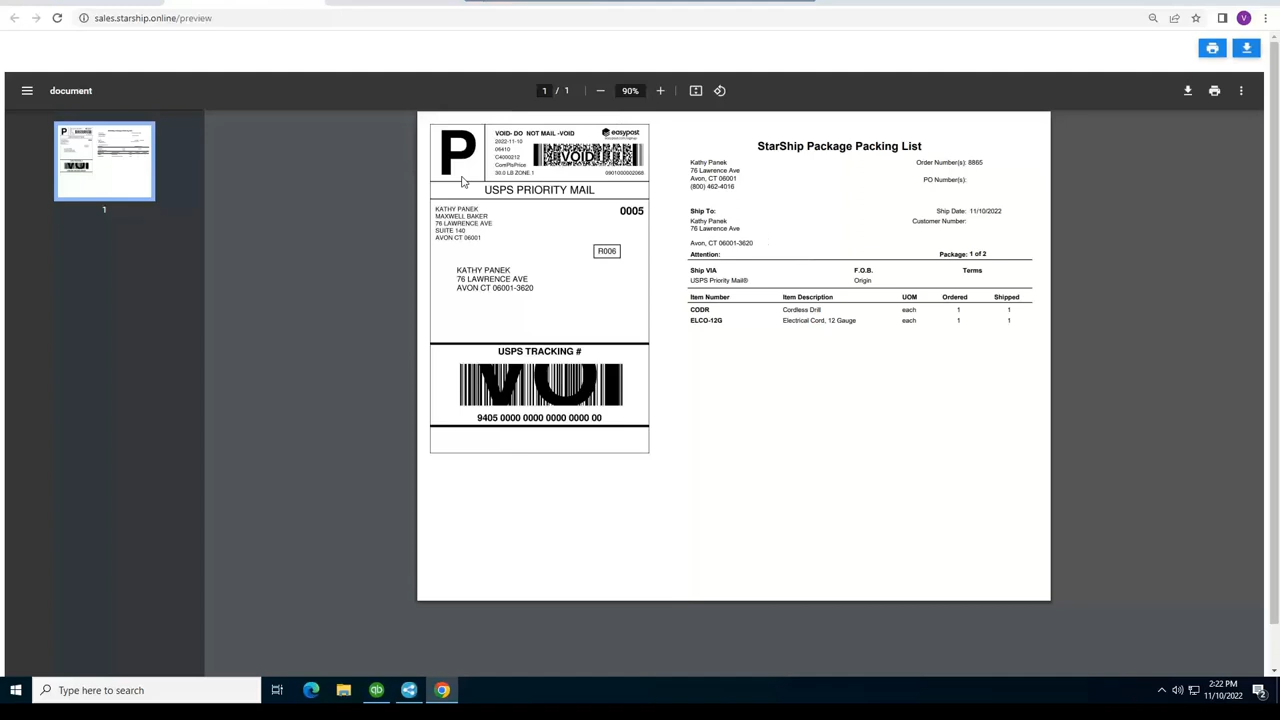 sales.starship.online/preview
V
document
1 / 1
90%
P
VOID- DO NOT MAIL -VOID
easypost
2022-11-10
06410
C4000212
ComPlsPrice
30.0 LB ZONE 1
VOID
0901000002068
USPS PRIORITY MAIL
KATHY PANEK
MAXWELL BAKER
76 LAWRENCE AVE
SUITE 140
AVON CT 06001
0005
R006
KATHY PANEK
76 LAWRENCE AVE
AVON CT 06001-3620
USPS TRACKING #
VOI
9405 0000 0000 0000 0000 00
StarShip Package Packing List
Kathy Panek
76 Lawrence Ave
Avon, CT 06001
(800) 462-4016
Order Number(s): 8865
PO Number(s):
Ship To:
Kathy Panek
76 Lawrence Ave
Avon, CT 06001-3620
Attention:
Ship Date: 11/10/2022
Customer Number:
Package: 1 of 2
Ship VIA F.O.B. Terms
USPS Priority Mail® Origin
Item Number Item Description UOM Ordered Shipped
CODR Cordless Drill each 1 1
ELCO-12G Electrical Cord, 12 Gauge each 1 1
1
Type here to search
qb
2:22 PM
11/10/2022
2